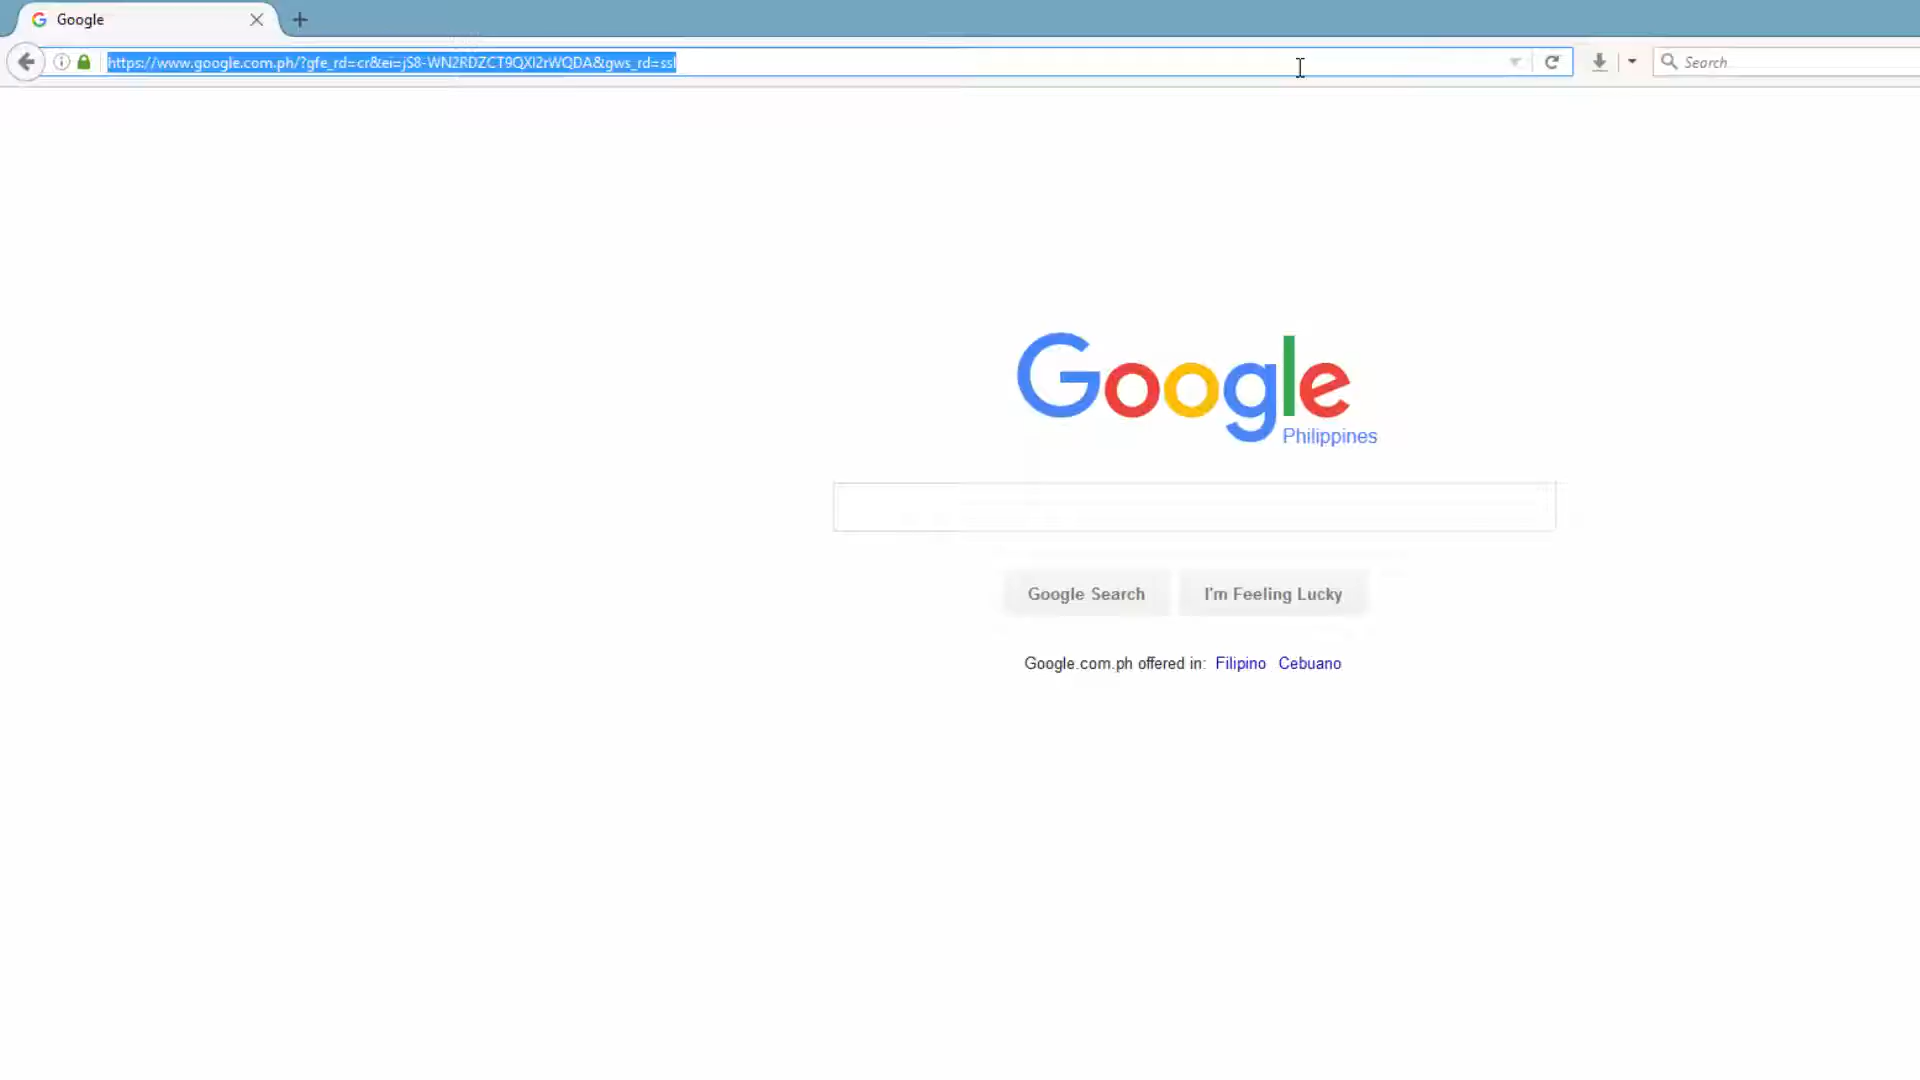 Google
https://www.google.com.ph/?gfe_rd=cr&ei=jS8-WN2RDZCT9QXI2rWQDA&gws_rd=ssl
Search
Google
Philippines
Google Search
I'm Feeling Lucky
Google.com.ph offered in: Filipino Cebuano